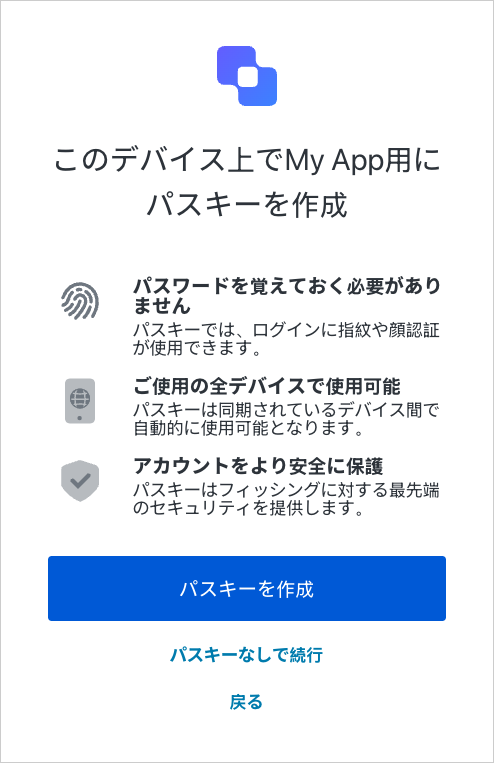 このデバイス上でMy App用に
パスキーを作成
パスワードを覚えておく必要があり
ません
パスキーでは、ログインに指紋や顔認証
が使用できます。
ご使用の全デバイスで使用可能
パスキーは同期されているデバイス間で
自動的に使用可能となります。
アカウントをより安全に保護
パスキーはフィッシングに対する最先端
のセキュリティを提供します。
パスキーを作成
パスキーなしで続行
戻る